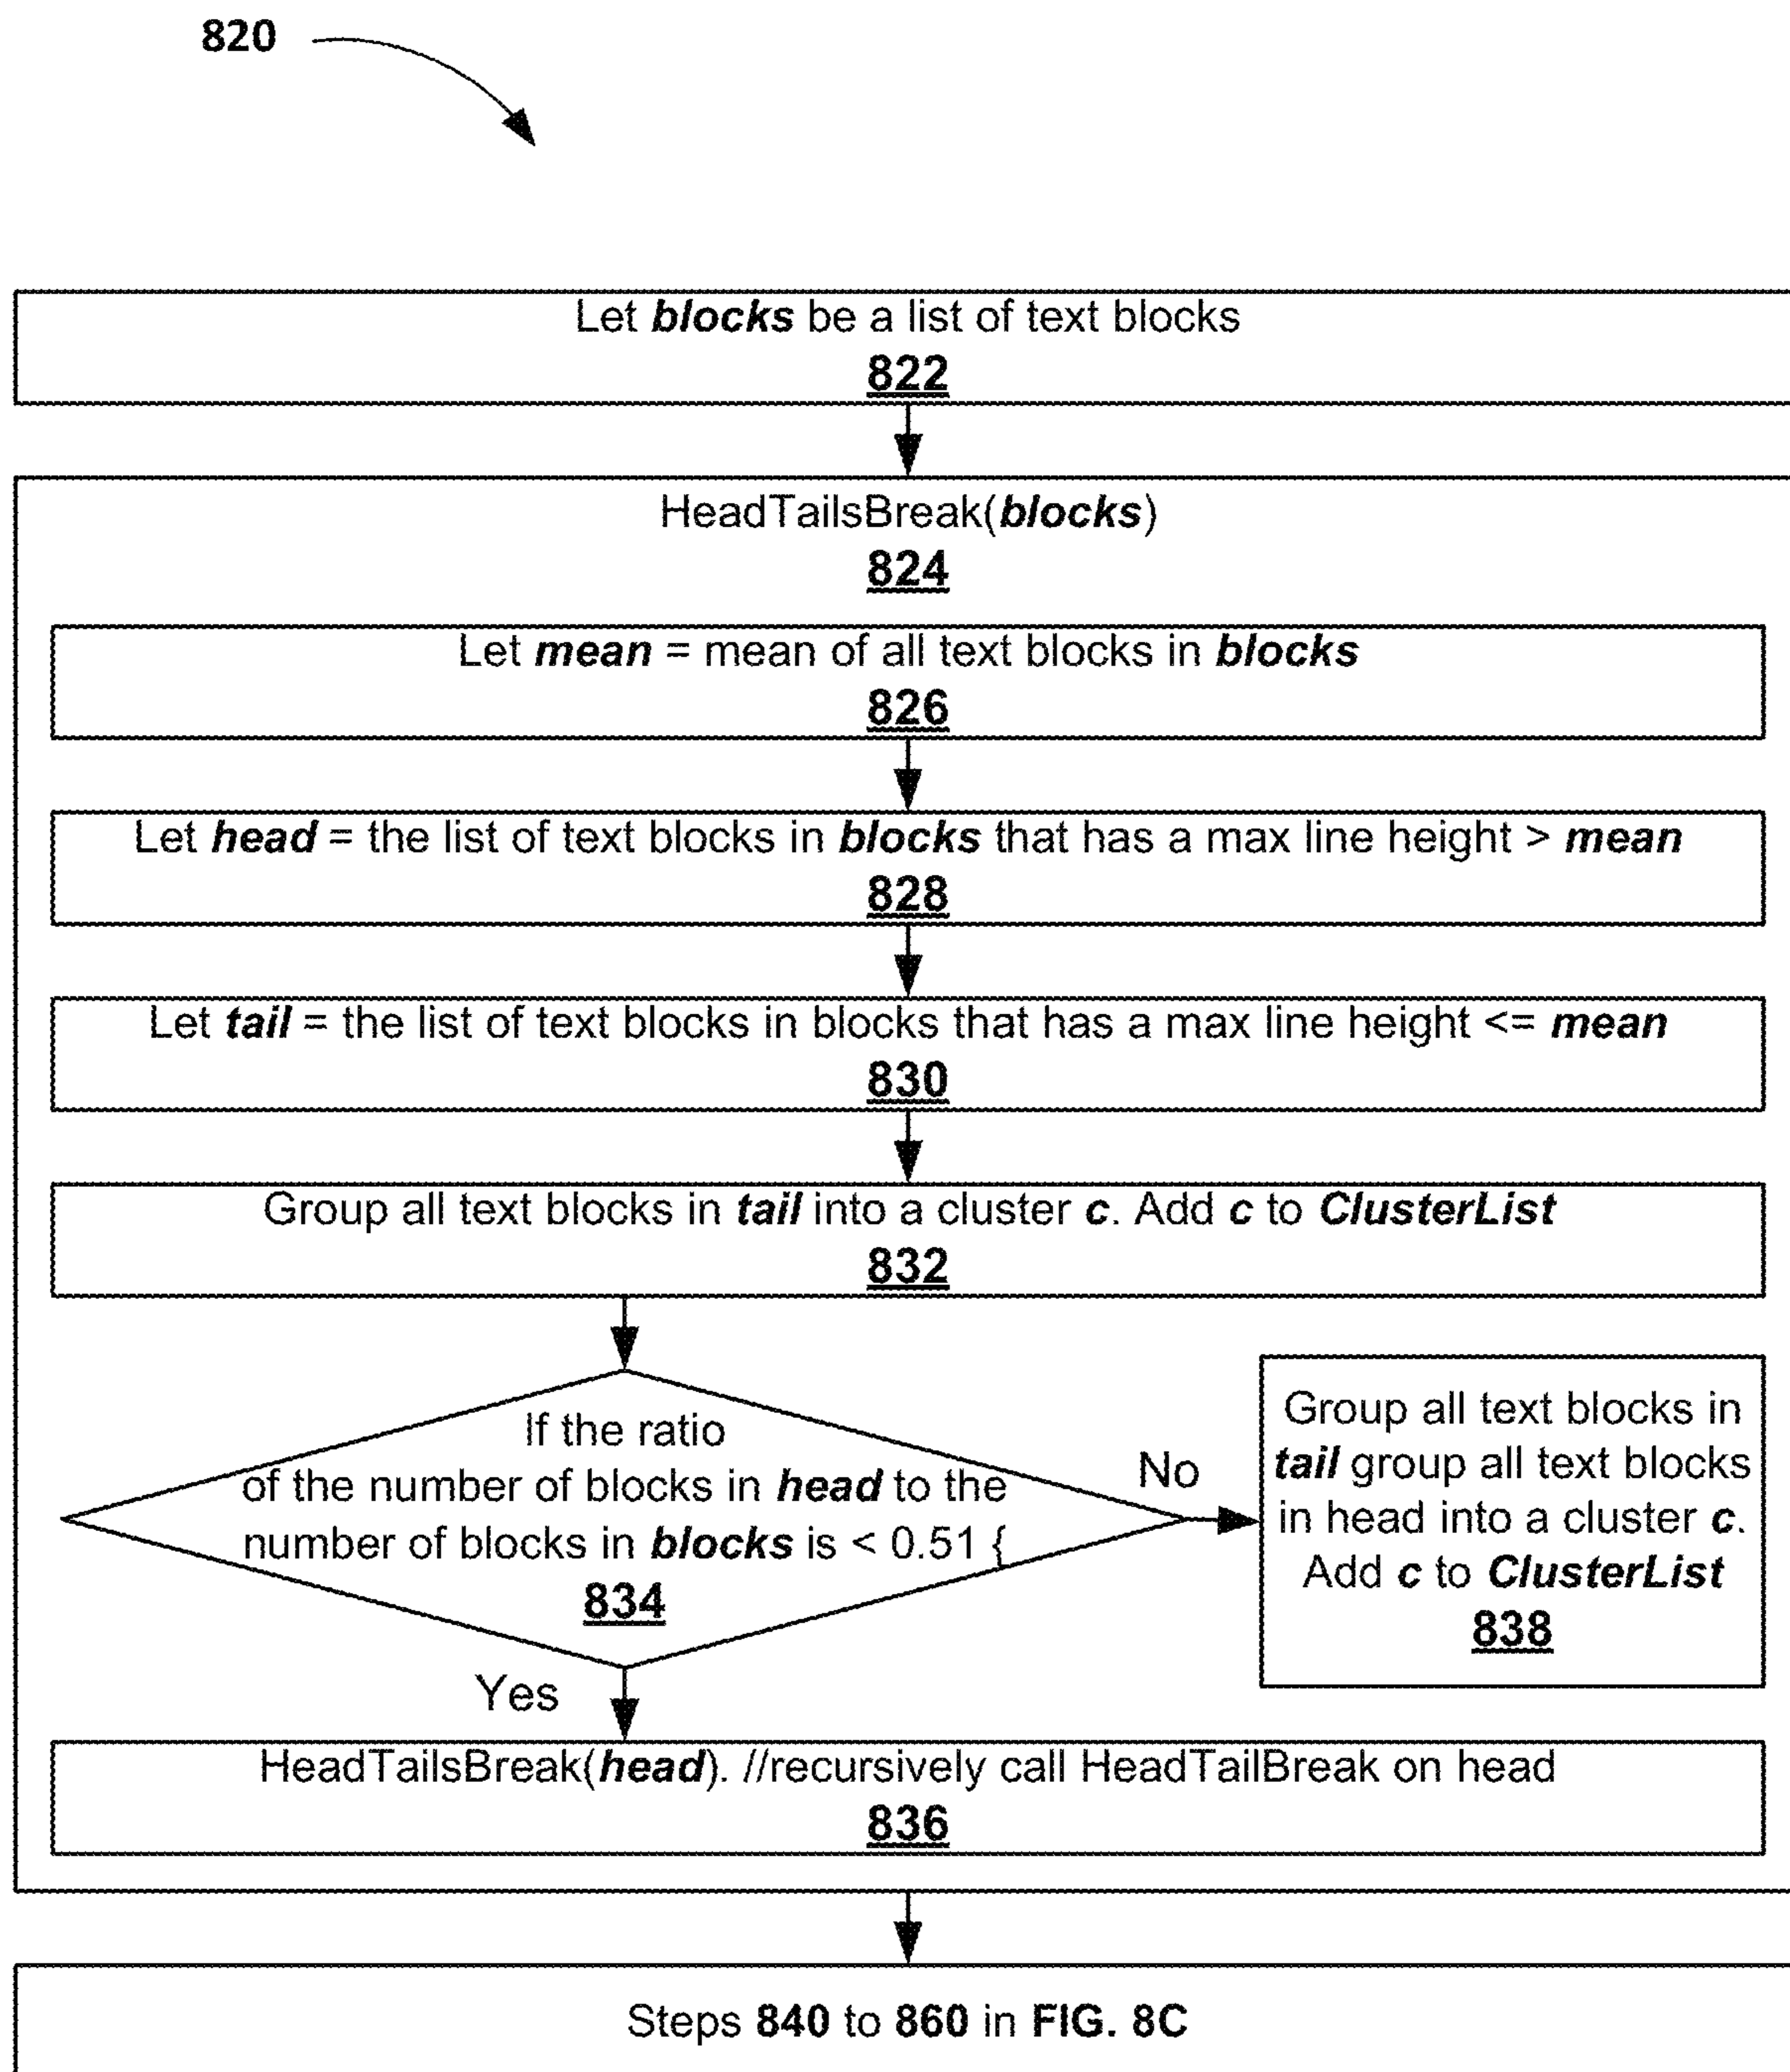 820
Let blocks be a list of text blocks
822
HeadTailsBreak(blocks)
824
Let mean = mean of all text blocks in blocks
826
Let head = the list of text blocks in blocks that has a max line height > mean
828
Let tail = the list of text blocks in blocks that has a max line height <= mean
830
Group all text blocks in tail into a cluster c. Add c to ClusterList
832
If the ratio
of the number of blocks in head to the
number of blocks in blocks is < 0.51 {
834
No
Group all text blocks in
tail group all text blocks
in head into a cluster c.
Add c to ClusterList
838
Yes
HeadTailsBreak(head). //recursively call HeadTailBreak on head
836
Steps 840 to 860 in FIG. 8C